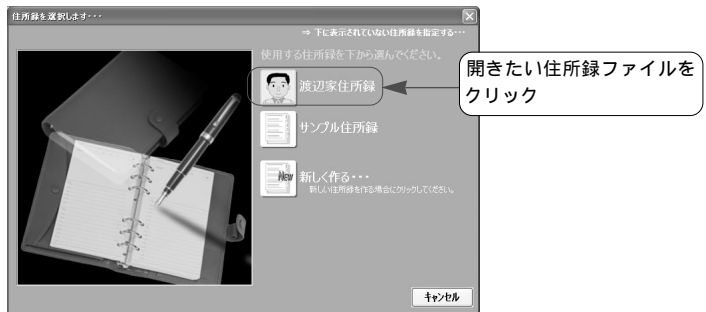 住所録を選択します・・・
⇒ 下に表示されていない住所録を指定する・・・
使用する住所録を下から選んでください。
渡辺家住所録
サンプル住所録
New 新しく作る・・・
新しい住所録を作る場合にクリックしてください。
キャンセル
開きたい住所録ファイルを
クリック